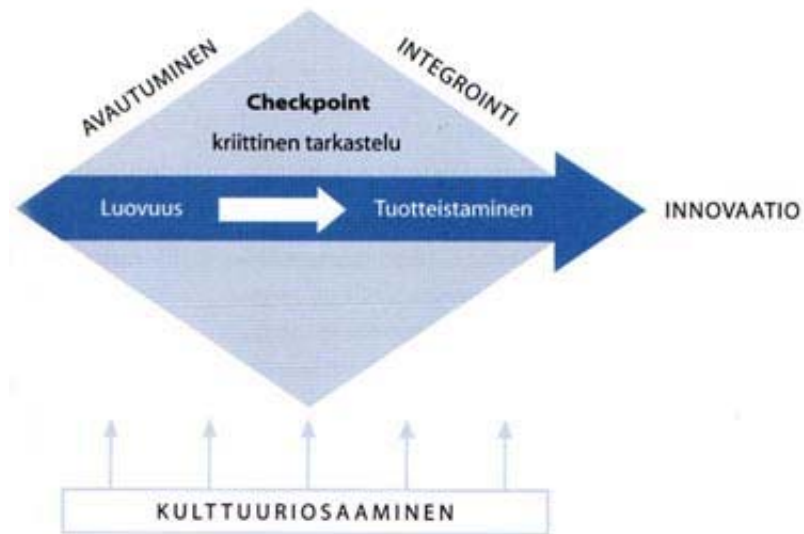 AVAUTUMINEN
INTEGROINTI
Checkpoint
kriittinen tarkastelu
Luovuus
Tuotteistaminen
INNOVAATIO
KULTTUURIOSAAMINEN